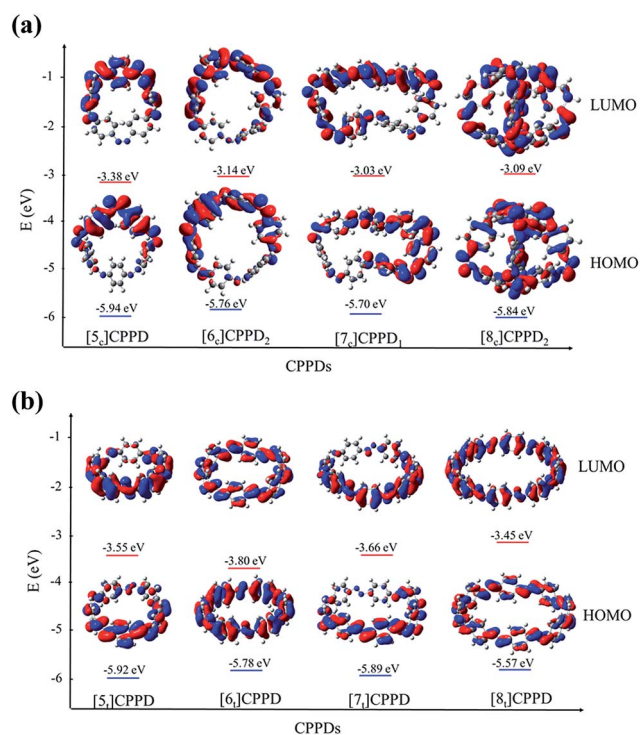 (a)
-1
-2
-3
-4
-5
-6
E (eV)
LUMO
-3.38 eV
-3.14 eV
-3.03 eV
-3.09 eV
HOMO
-5.94 eV
-5.76 eV
-5.70 eV
-5.84 eV
[5c]CPPD
[6c]CPPD2
[7c]CPPD1
[8c]CPPD2
CPPDs
(b)
-1
-2
-3
-4
-5
-6
E (eV)
LUMO
-3.55 eV
-3.80 eV
-3.66 eV
-3.45 eV
HOMO
-5.92 eV
-5.78 eV
-5.89 eV
-5.57 eV
[5t]CPPD
[6t]CPPD
[7t]CPPD
[8t]CPPD
CPPDs